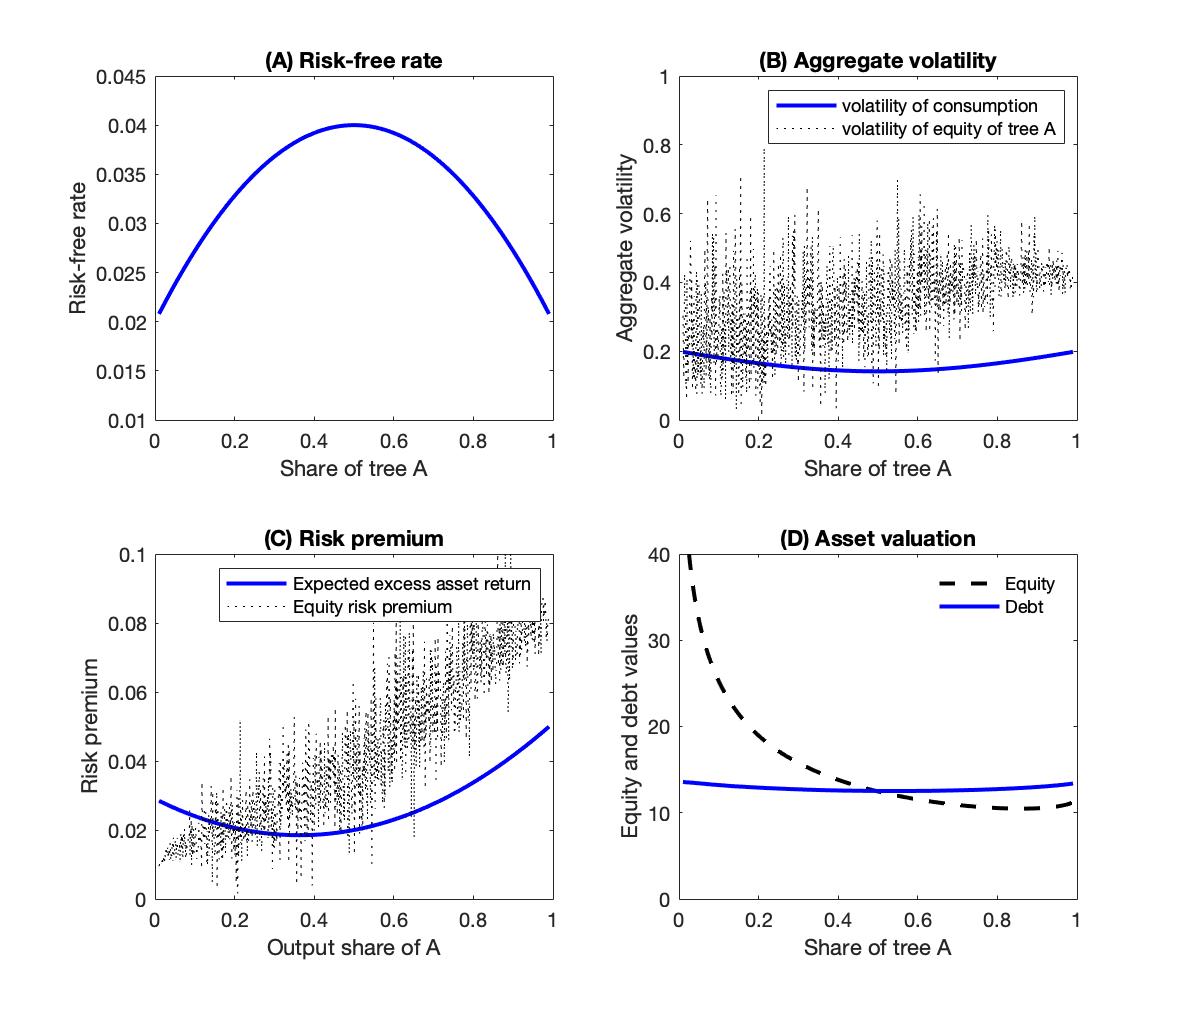 (A) Risk-free rate
0.045
0.04
0.035
0.03
0.025
0.02
0.015
0.01
Risk-free rate
0 0.2 0.4 0.6 0.8 1
Share of tree A
(B) Aggregate volatility
1
0.8
0.6
0.4
0.2
0
Aggregate volatility
volatility of consumption
volatility of equity of tree A
0 0.2 0.4 0.6 0.8 1
Share of tree A
(C) Risk premium
0.1
0.08
0.06
0.04
0.02
0
Risk premium
Expected excess asset return
Equity risk premium
0 0.2 0.4 0.6 0.8 1
Output share of A
(D) Asset valuation
40
30
20
10
0
Equity and debt values
Equity
Debt
0 0.2 0.4 0.6 0.8 1
Share of tree A